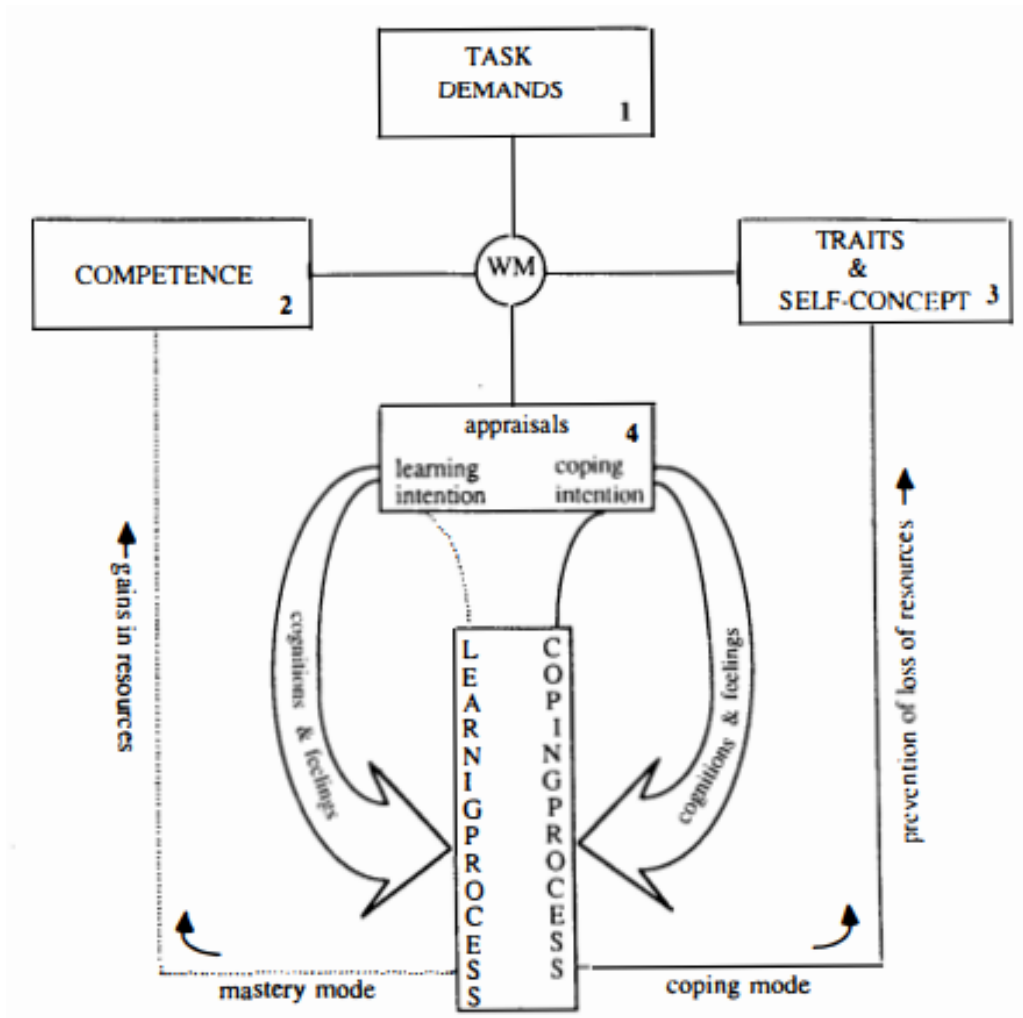 TASK
DEMANDS
1
COMPETENCE
2
WM
TRAITS
&
SELF-CONCEPT 3
appraisals 4
learning
intention
coping
intention
gains in resources
cognitions & feelings
LEARNIGPROCESS
COPINGPROCESS
cognitions & feelings
prevention of loss of resources
mastery mode
coping mode